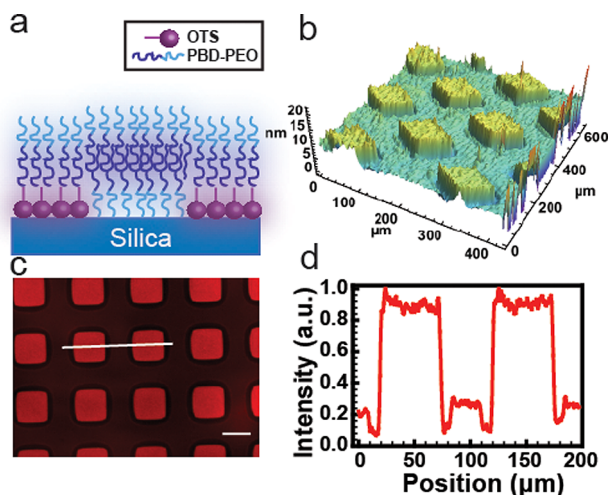 a
OTS
PBD-PEO
Silica
b
20
nm
15
10
5
0
0
100
200
μm
300
400
0
200
400
μm
600
c
d
Intensity (a.u.)
1.0
0.8
0.6
0.4
0.2
0.0
0 50 100 150 200
Position (μm)